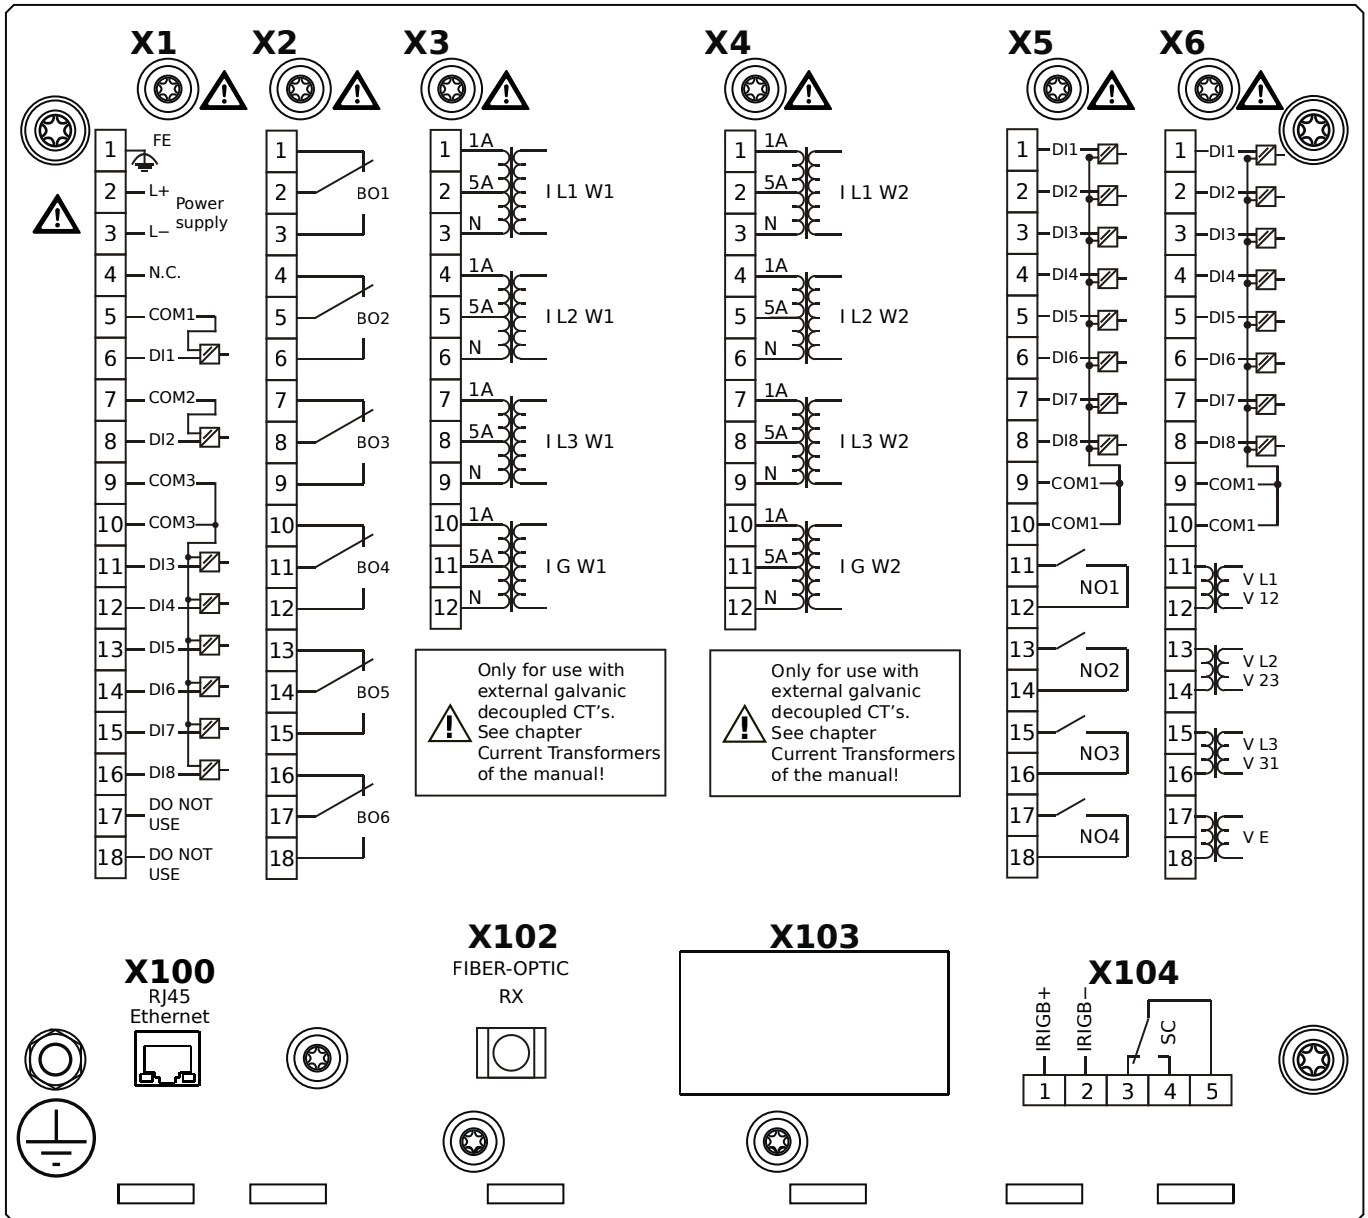 X1
X2
X3
X4
X5
X6
1 FE
2 L+
Power
supply
3 L−
4 N.C.
5 COM1
6 DI1
7 COM2
8 DI2
9 COM3
10 COM3
11 DI3
12 DI4
13 DI5
14 DI6
15 DI7
16 DI8
17 DO NOT
USE
18 DO NOT
USE
1
2 BO1
3
4
5 BO2
6
7
8 BO3
9
10
11 BO4
12
13
14 BO5
15
16
17 BO6
18
1 1A
2 5A I L1 W1
3 N
4 1A
5 5A I L2 W1
6 N
7 1A
8 5A I L3 W1
9 N
10 1A
11 5A I G W1
12 N
Only for use with
external galvanic
decoupled CT's.
See chapter
Current Transformers
of the manual!
1 1A
2 5A I L1 W2
3 N
4 1A
5 5A I L2 W2
6 N
7 1A
8 5A I L3 W2
9 N
10 1A
11 5A I G W2
12 N
Only for use with
external galvanic
decoupled CT's.
See chapter
Current Transformers
of the manual!
1 DI1
2 DI2
3 DI3
4 DI4
5 DI5
6 DI6
7 DI7
8 DI8
9 COM1
10 COM1
11
NO1
12
13
NO2
14
15
NO3
16
17
NO4
18
1 DI1
2 DI2
3 DI3
4 DI4
5 DI5
6 DI6
7 DI7
8 DI8
9 COM1
10 COM1
11 V L1
12 V 12
13 V L2
14 V 23
15 V L3
16 V 31
17
V E
18
X100
RJ45
Ethernet
X102
FIBER-OPTIC
RX
X103
X104
IRIGB+
IRIGB−
SC
1 2 3 4 5